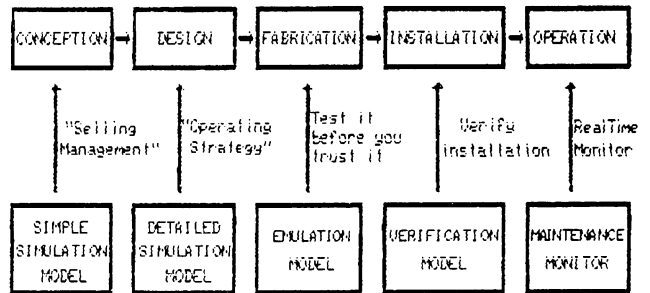 CONCEPTION
DESIGN
FABRICATION
INSTALLATION
OPERATION
"Selling
Management"
"Operating
Strategy"
Test it
before you
trust it
Verify
installation
RealTime
Monitor
SIMPLE
SIMULATION
MODEL
DETAILED
SIMULATION
MODEL
EMULATION
MODEL
VERIFICATION
MODEL
MAINTENANCE
MONITOR